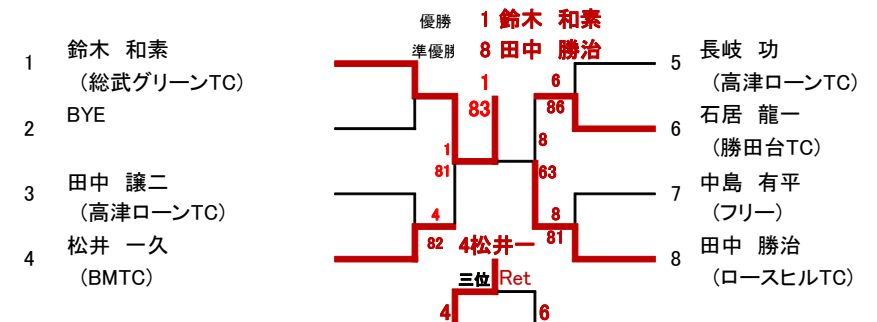 優勝 1 鈴木 和素
準優勝 8 田中 勝治
1 鈴木 和素
(総武グリーンTC)
2 BYE
3 田中 譲二
(高津ローンTC)
4 松井 一久
(BMTC)
1
83
1
81
4
82
6
86
8
63
8
81
5 長岐 功
(高津ローンTC)
6 石居 龍一
(勝田台TC)
7 中島 有平
(フリー)
8 田中 勝治
(ロースヒルTC)
4松井一
三位 Ret
4 6